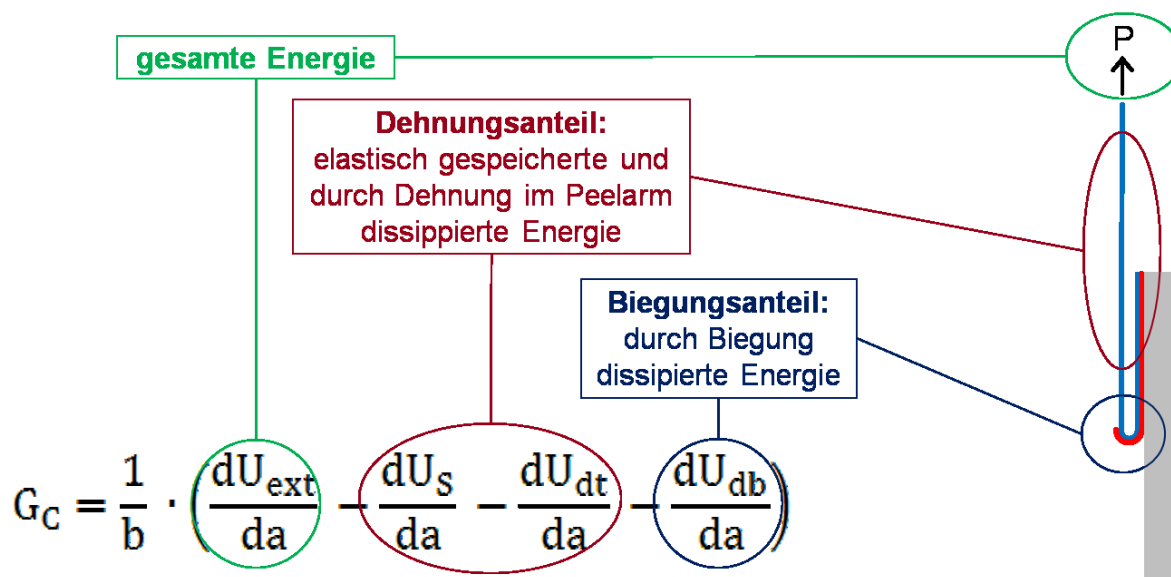 gesamte Energie
P
Dehnungsanteil:
elastisch gespeicherte und
durch Dehnung im Peelarm
dissippierte Energie
Biegungsanteil:
durch Biegung
dissipierte Energie
G_C = 1/b · (dU_ext/da − dU_S/da − dU_dt/da − dU_db/da)